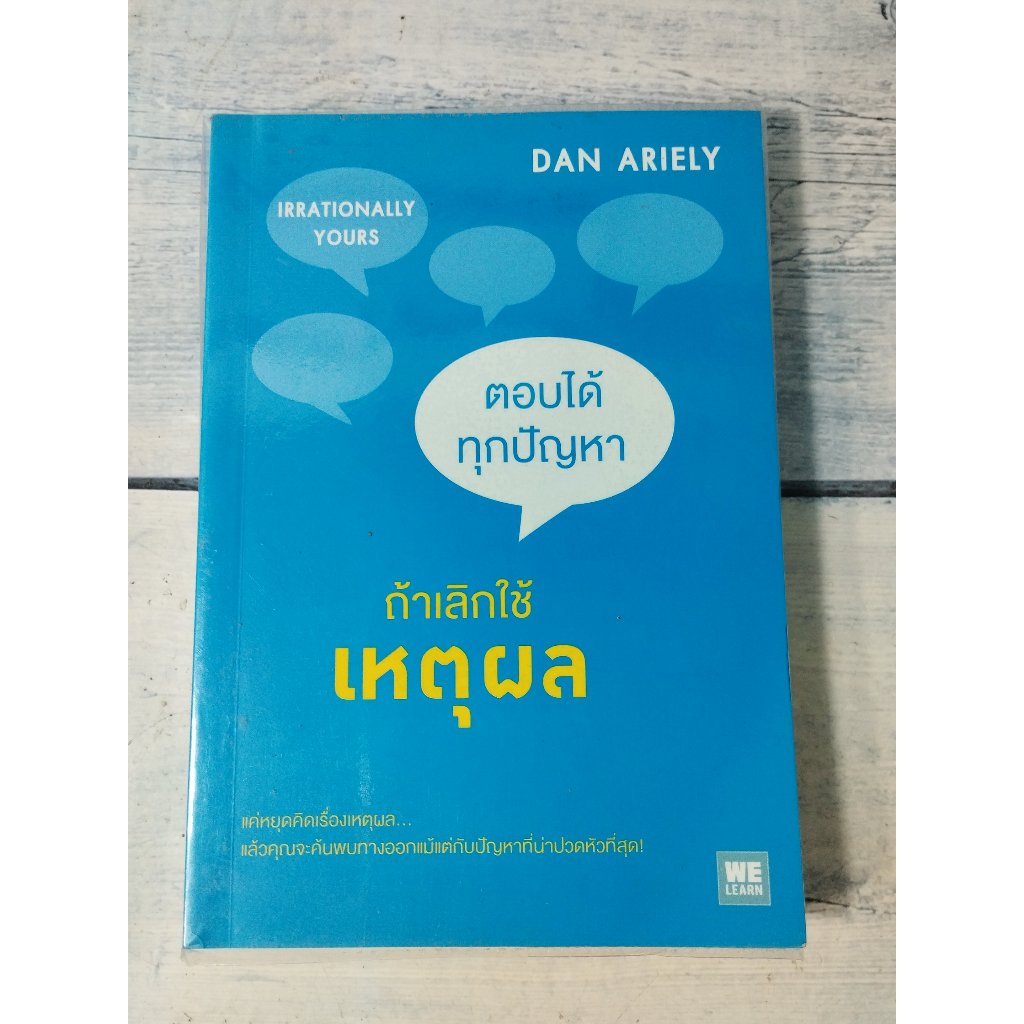 DAN ARIELY
IRRATIONALLY
YOURS
ตอบได้
ทุกปัญหา
ถ้าเลิกใช้
เหตุผล
แค่หยุดคิดเรื่องเหตุผล...
แล้วคุณจะค้นพบทางออกแม้แต่กับปัญหาที่น่าปวดหัวที่สุด!
WE
LEARN